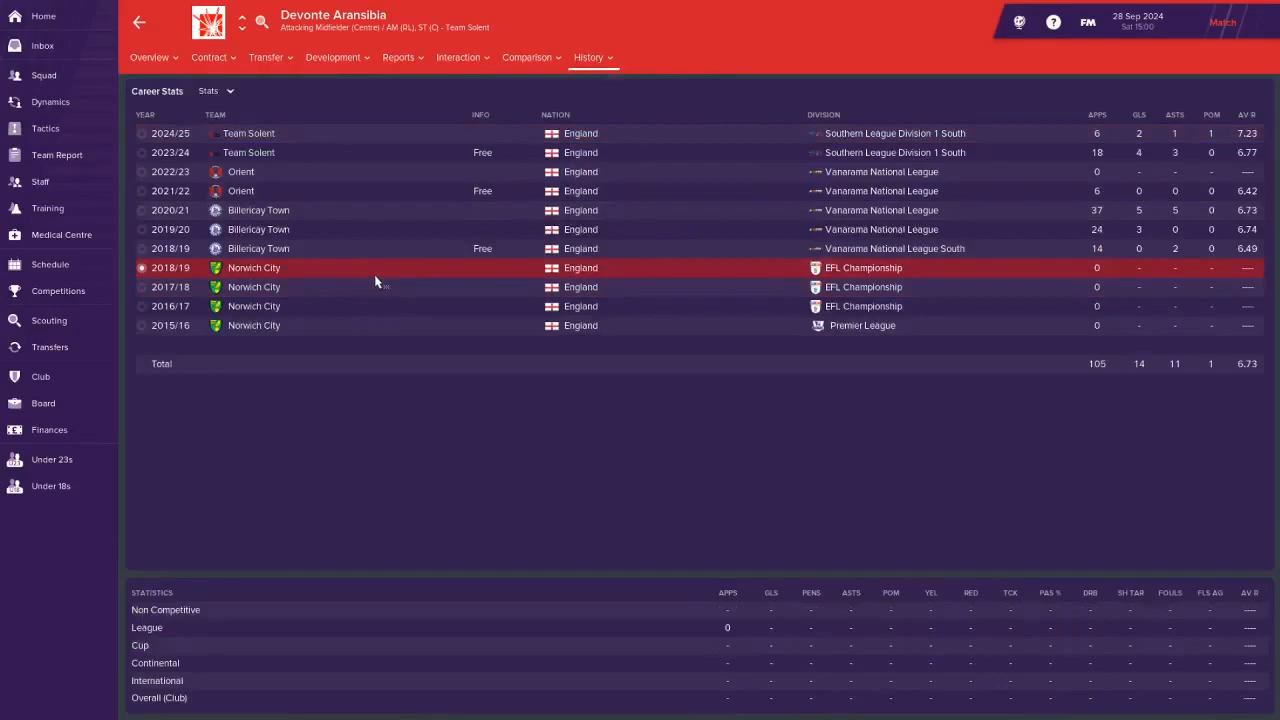 Home
Inbox
Squad
Dynamics
Tactics
Team Report
Staff
Training
Medical Centre
Schedule
Competitions
Scouting
Transfers
Club
Board
Finances
Under 23s
Under 18s
Devonte Aransibia
Attacking Midfielder (Centre) / AM (RL), ST (C) - Team Solent
? FM 28 Sep 2024 Match
Sat 15:00
Overview Contract Transfer Development Reports Interaction Comparison History
Career Stats Stats
YEAR TEAM INFO NATION DIVISION APPS GLS ASTS POM AV R
2024/25 Team Solent England Southern League Division 1 South 6 2 1 1 7.23
2023/24 Team Solent Free England Southern League Division 1 South 18 4 3 0 6.77
2022/23 Orient England Vanarama National League 0 - - - ----
2021/22 Orient Free England Vanarama National League 6 0 0 0 6.42
2020/21 Billericay Town England Vanarama National League 37 5 5 0 6.73
2019/20 Billericay Town England Vanarama National League 24 3 0 0 6.74
2018/19 Billericay Town Free England Vanarama National League South 14 0 2 0 6.49
2018/19 Norwich City England EFL Championship 0 - - - ----
2017/18 Norwich City England EFL Championship 0 - - - ----
2016/17 Norwich City England EFL Championship 0 - - - ----
2015/16 Norwich City England Premier League 0 - - - ----
Total 105 14 11 1 6.73
STATISTICS APPS GLS PENS ASTS POM YEL RED TCK PAS % DRB SH TAR FOULS FLS AG AV R
Non Competitive - - - - - - - - - - - - - ----
League 0 - - - - - - - - - - - - ----
Cup - - - - - - - - - - - - - ----
Continental - - - - - - - - - - - - - ----
International - - - - - - - - - - - - - ----
Overall (Club) - - - - - - - - - - - - - ----